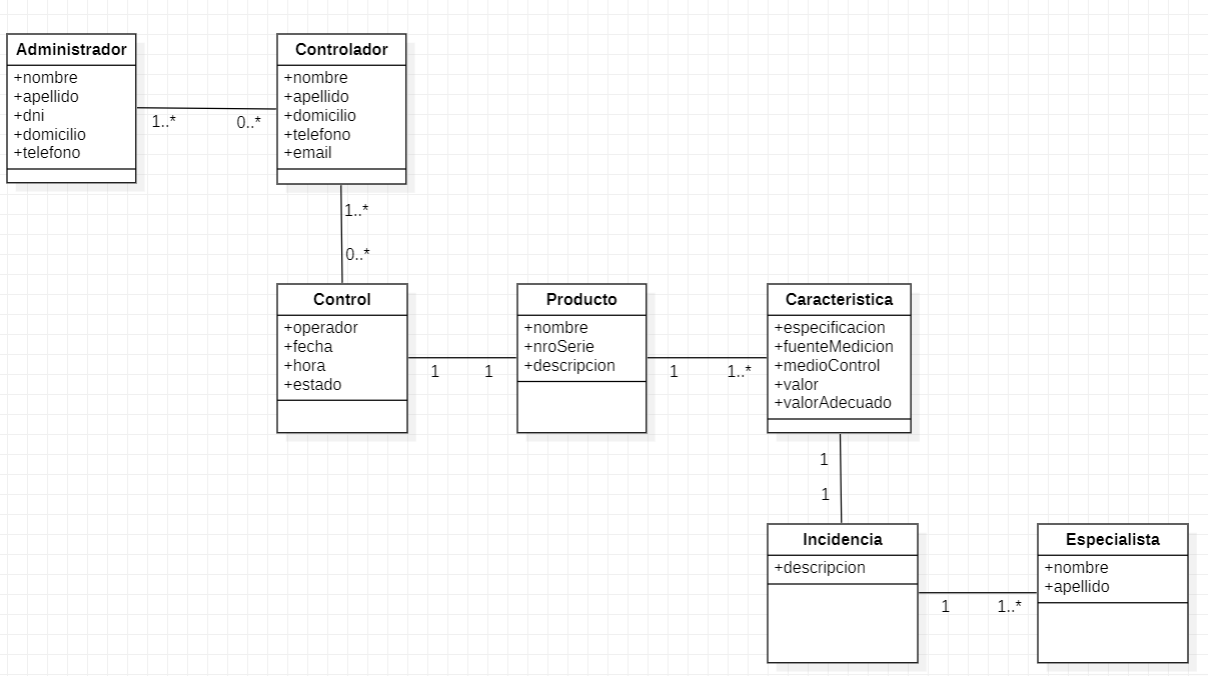 Administrador
+nombre
+apellido
+dni
+domicilio
+telefono
1..*
0..*
Controlador
+nombre
+apellido
+domicilio
+telefono
+email
1..*
0..*
Control
+operador
+fecha
+hora
+estado
1
1
Producto
+nombre
+nroSerie
+descripcion
1
1..*
Caracteristica
+especificacion
+fuenteMedicion
+medioControl
+valor
+valorAdecuado
1
1
Incidencia
+descripcion
1
1..*
Especialista
+nombre
+apellido